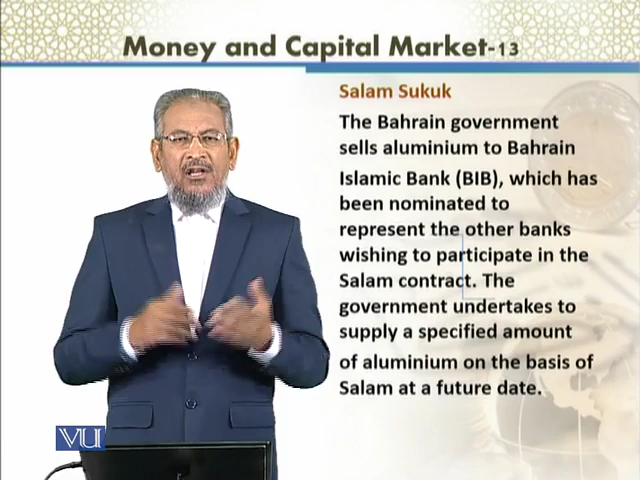 Money and Capital Market-13
Salam Sukuk
The Bahrain government
sells aluminium to Bahrain
Islamic Bank (BIB), which has
been nominated to
represent the other banks
wishing to participate in the
Salam contract. The
government undertakes to
supply a specified amount
of aluminium on the basis of
Salam at a future date.
VU